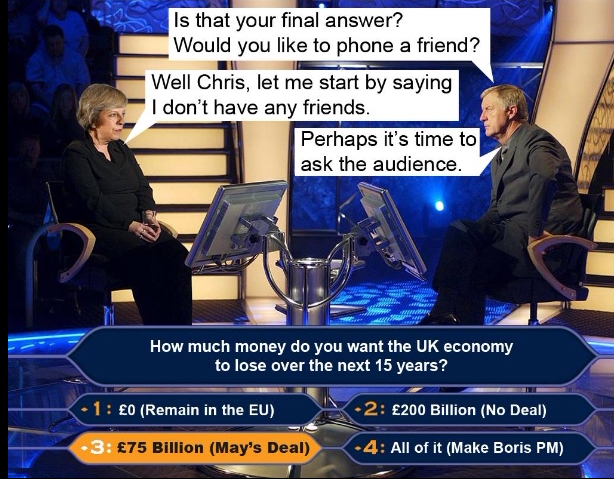 Is that your final answer?
Would you like to phone a friend?
Well Chris, let me start by saying
I don't have any friends.
Perhaps it's time to
ask the audience.
How much money do you want the UK economy
to lose over the next 15 years?
1: £0 (Remain in the EU)
2: £200 Billion (No Deal)
3: £75 Billion (May's Deal)
4: All of it (Make Boris PM)